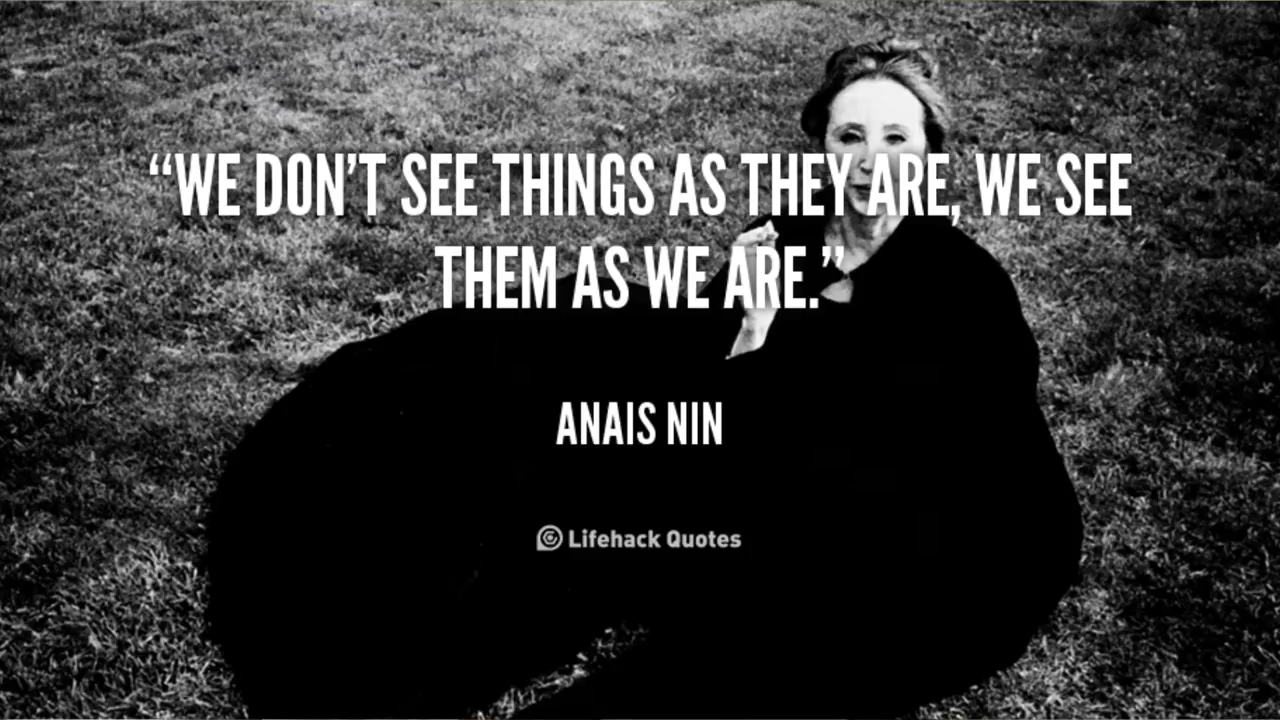 “WE DON’T SEE THINGS AS THEY ARE, WE SEE
THEM AS WE ARE.”
ANAIS NIN
Lifehack Quotes